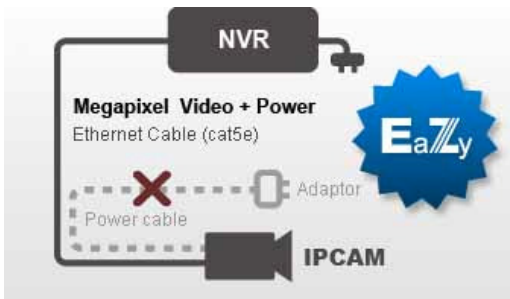 NVR
Megapixel Video + Power
Ethernet Cable (cat5e)
EaZy
Adaptor
Power cable
IPCAM